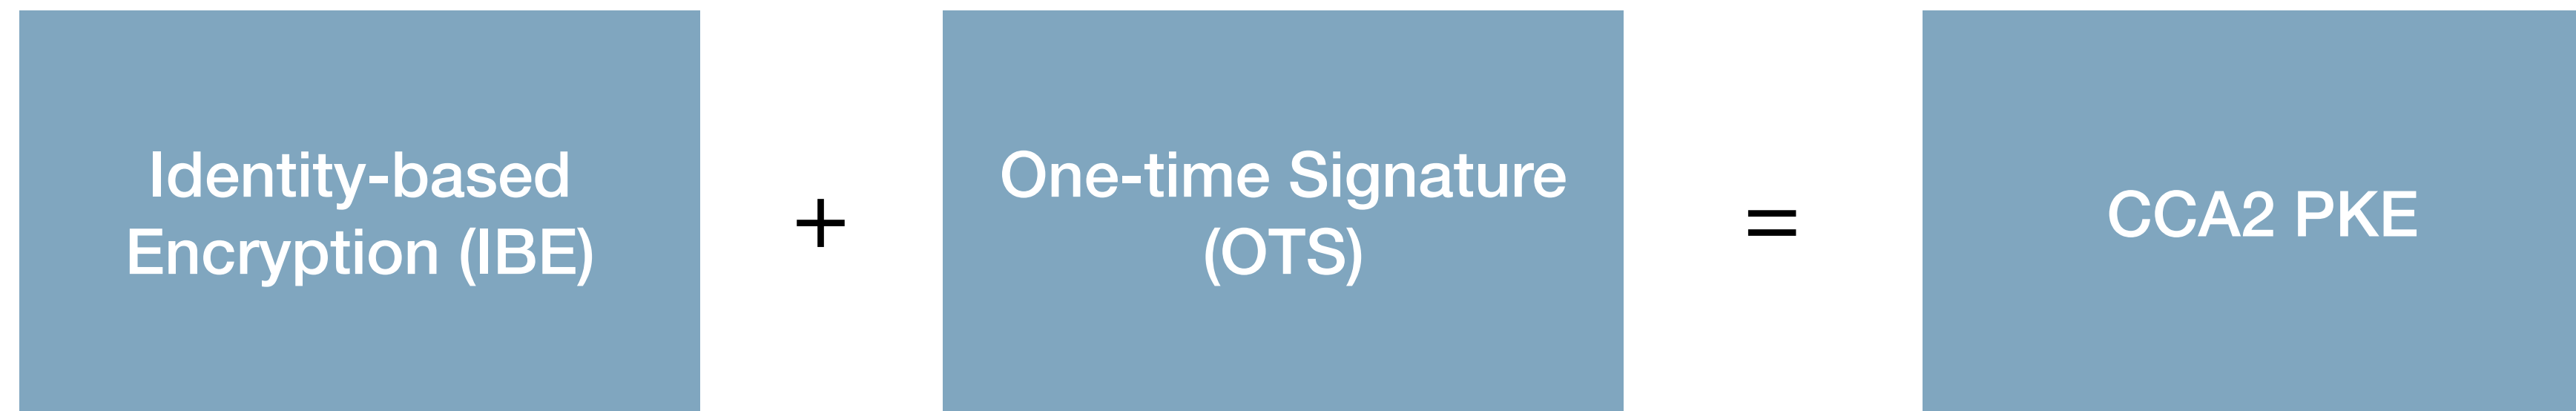 Identity-based
Encryption (IBE)
+
One-time Signature
(OTS)
=
CCA2 PKE